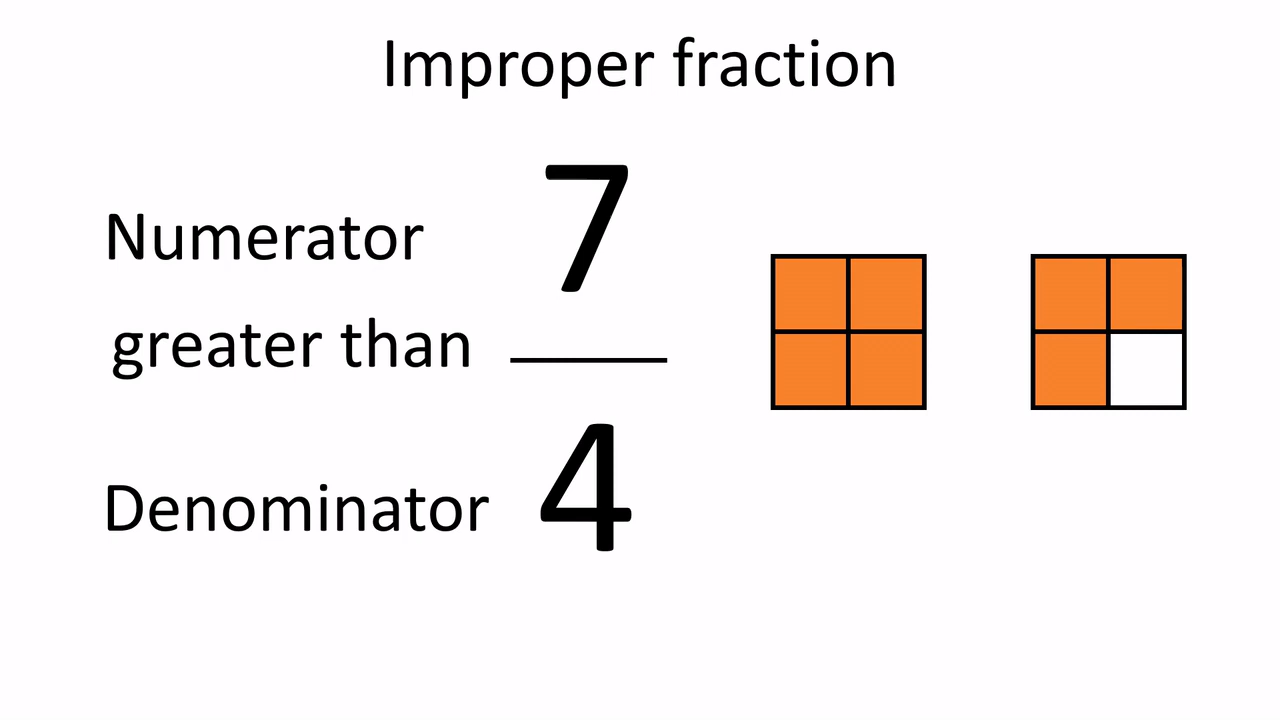 Improper fraction
Numerator
greater than
Denominator
7
4